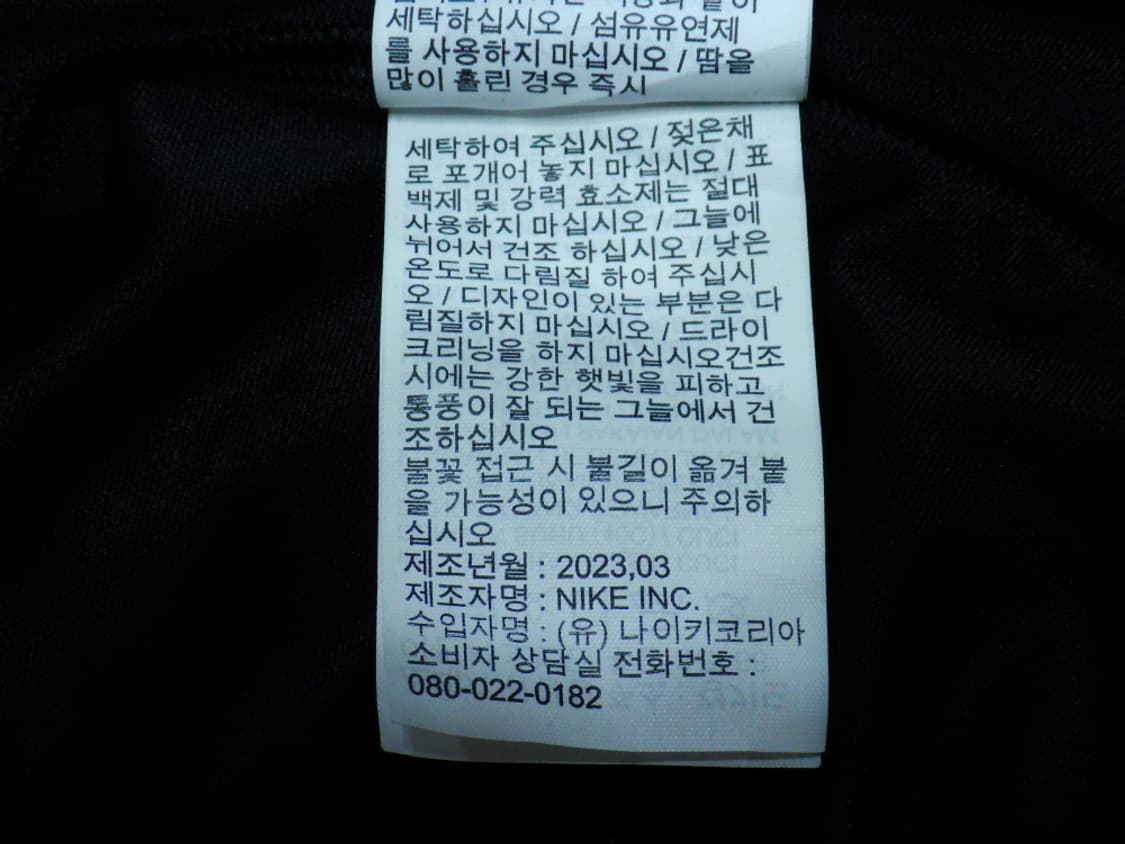 세탁하십시오 / 섬유유연제
를 사용하지 마십시오 / 땀을
많이 흘린 경우 즉시
세탁하여 주십시오 / 젖은채
로 포개어 놓지 마십시오 / 표
백제 및 강력 효소제는 절대
사용하지 마십시오 / 그늘에
뉘어서 건조 하십시오 / 낮은
온도로 다림질 하여 주십시
오 / 디자인이 있는 부분은 다
림질하지 마십시오 / 드라이
크리닝을 하지 마십시오건조
시에는 강한 햇빛을 피하고
통풍이 잘 되는 그늘에서 건
조하십시오
불꽃 접근 시 불길이 옮겨 붙
을 가능성이 있으니 주의하
십시오
제조년월 : 2023,03
제조자명 : NIKE INC.
수입자명 : (유) 나이키코리아
소비자 상담실 전화번호 :
080-022-0182